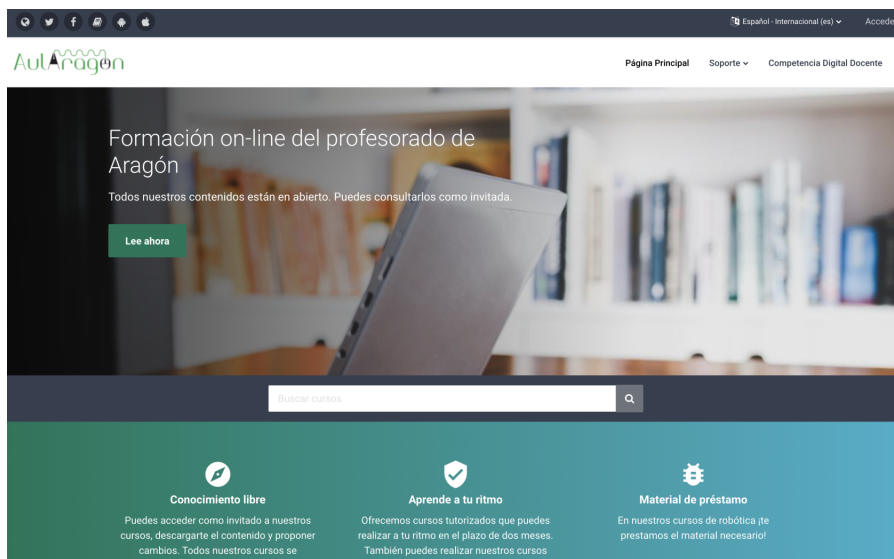 Español - Internacional (es)
Accede
AulAragón
Página Principal
Soporte
Competencia Digital Docente
Formación on-line del profesorado de
Aragón
Todos nuestros contenidos están en abierto. Puedes consultarlos como invitada.
Lee ahora
Buscar cursos
Conocimiento libre
Puedes acceder como invitado a nuestros
cursos, descargarte el contenido y proponer
cambios. Todos nuestros cursos se
Aprende a tu ritmo
Ofrecemos cursos tutorizados que puedes
realizar a tu ritmo en el plazo de dos meses.
También puedes realizar nuestros cursos
Material de préstamo
En nuestros cursos de robótica ¡te
prestamos el material necesario!